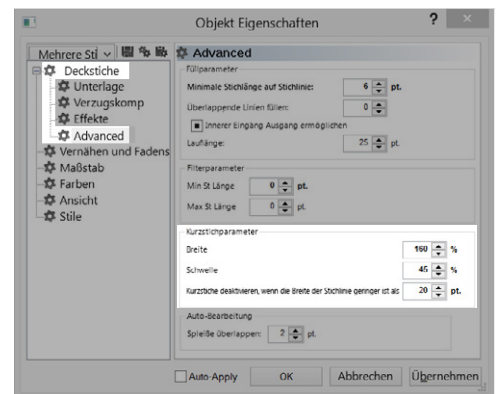 Objekt Eigenschaften
? ×
Mehrere Sti
Advanced
Deckstiche
Unterlage
Verzugskomp
Effekte
Advanced
Vernähen und Fadens
Maßstab
Farben
Ansicht
Stile
Füllparameter
Minimale Stichlänge auf Stichlinie: 6 pt.
Überlappende Linien füllen: 0
Innerer Eingang Ausgang ermöglichen
Lauflänge: 25 pt.
Filterparameter
Min St Länge 0 pt.
Max St Länge 0 pt.
Kurzstichparameter
Breite 160 %
Schwelle 45 %
Kurzstiche deaktivieren, wenn die Breite der Stichlinie geringer ist als 20 pt.
Auto-Bearbeitung
Spleiße überlappen: 2 pt.
Auto-Apply OK Abbrechen Übernehmen